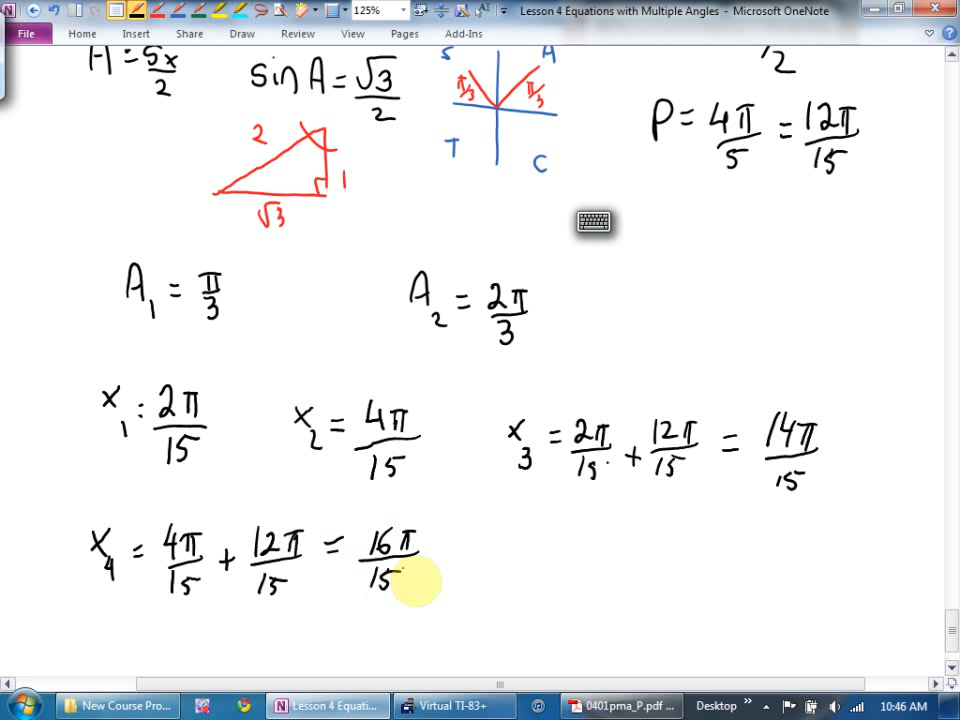 Lesson 4 Equations with Multiple Angles - Microsoft OneNote
125%
File Home Insert Share Draw Review View Pages Add-Ins
A = 5x/2
sin A = √3/2
S A
π/3 π/3
T C
2
1
√3
/2
P = 4π/5 = 12π/15
A₁ = π/3
A₂ = 2π/3
x₁ = 2π/15
x₂ = 4π/15
x₃ = 2π/15 + 12π/15 = 14π/15
x₄ = 4π/15 + 12π/15 = 16π/15
New Course Pro... Lesson 4 Equati... Virtual TI-83+ 0401pma_P.pdf ... Desktop » 10:46 AM